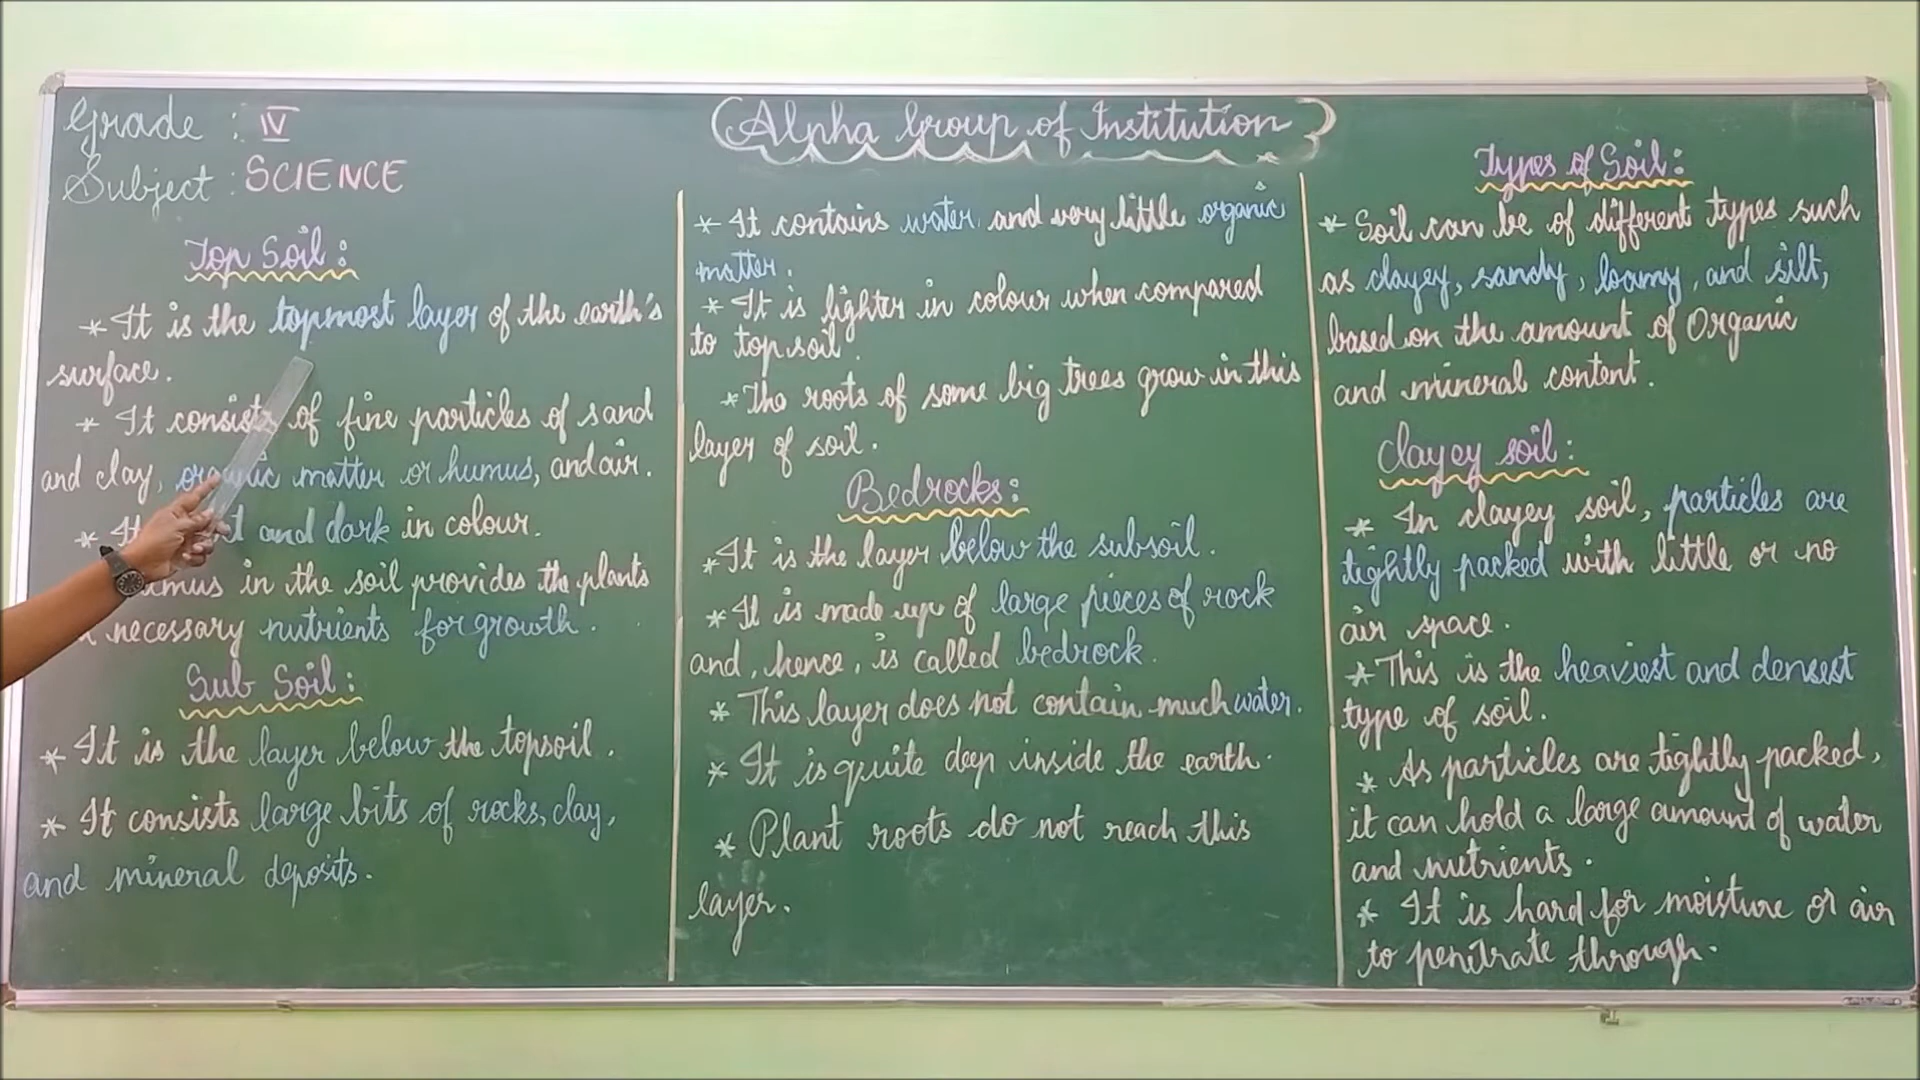 Grade : IV
Subject : SCIENCE
(Alpha Group of Institution)
Top Soil :
* It is the topmost layer of the earth's
surface.
* It consists of fine particles of sand
and clay, organic matter or humus, and air.
* It and dark in colour.
in the soil provides the plants
necessary nutrients for growth.
Sub Soil :
* It is the layer below the topsoil.
* It consists large bits of rocks, clay,
and mineral deposits.
* It contains water and very little organic
matter.
* It is lighter in colour when compared
to top soil.
* The roots of some big trees grow in this
layer of soil.
Bedrocks :
* It is the layer below the subsoil.
* It is made up of large pieces of rock
and, hence, is called bedrock.
* This layer does not contain much water.
* It is quite deep inside the earth.
* Plant roots do not reach this
layer.
Types of Soil :
* Soil can be of different types such
as clayey, sandy, loamy, and silt,
based on the amount of Organic
and mineral content.
Clayey soil :
* In clayey soil, particles are
tightly packed with little or no
air space.
* This is the heaviest and densest
type of soil.
* As particles are tightly packed,
it can hold a large amount of water
and nutrients.
* It is hard for moisture or air
to penitrate through.